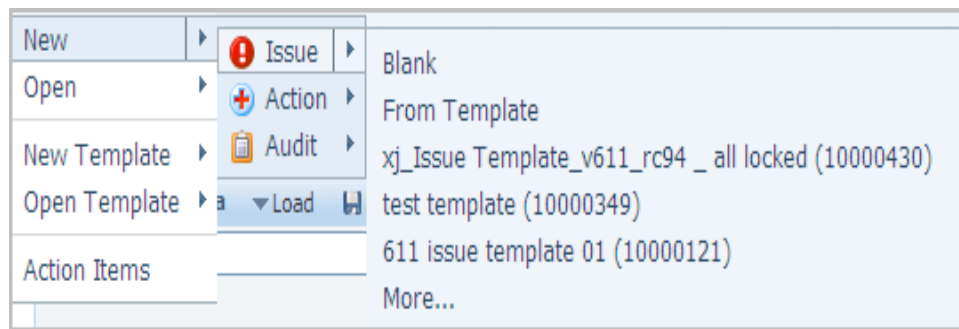 New
Open
New Template
Open Template
Action Items
Issue
Action
Audit
a
Load
Blank
From Template
xj_Issue Template_v611_rc94 _ all locked (10000430)
test template (10000349)
611 issue template 01 (10000121)
More...